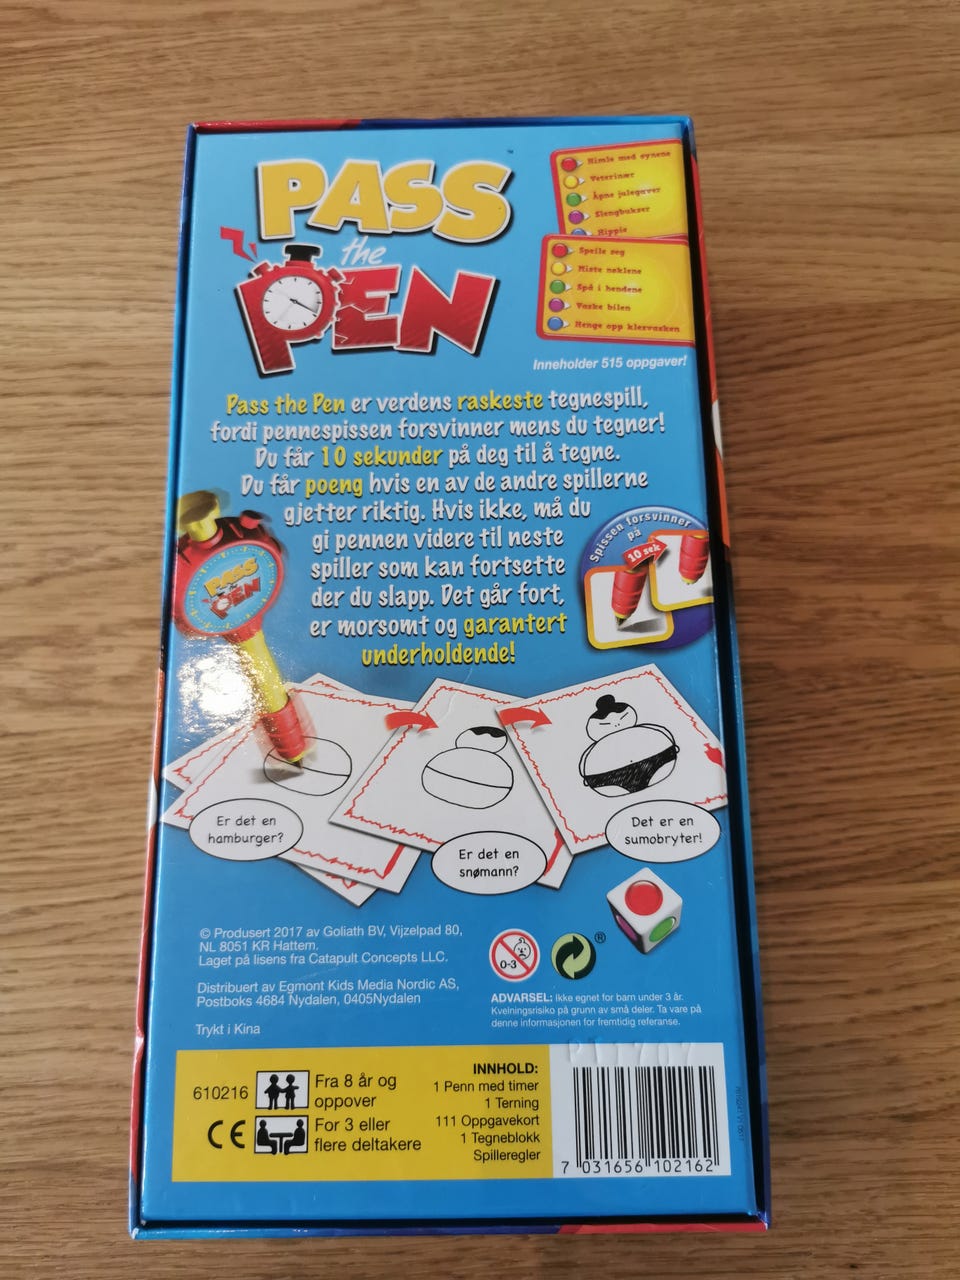 PASS
the
PEN
™
Himle med øynene
Veterinær
Åpne julegaver
Slengbukser
Hippie
Speile seg
Miste nøklene
Spå i hendene
Vaske bilen
Henge opp klesvasken
Inneholder 515 oppgaver!
Pass the Pen er verdens raskeste tegnespill,
fordi pennespissen forsvinner mens du tegner!
Du får 10 sekunder på deg til å tegne.
Du får poeng hvis en av de andre spillerne
gjetter riktig. Hvis ikke, må du
gi pennen videre til neste
spiller som kan fortsette
der du slapp. Det går fort,
er morsomt og garantert
underholdende!
Spissen forsvinner
på
10 sek
PASS
PEN
Er det en
hamburger?
Er det en
snømann?
Det er en
sumobryter!
© Produsert 2017 av Goliath BV, Vijzelpad 80,
NL 8051 KR Hattem.
Laget på lisens fra Catapult Concepts LLC.
Distribuert av Egmont Kids Media Nordic AS,
Postboks 4684 Nydalen, 0405Nydalen
Trykt i Kina
0-3
®
ADVARSEL: Ikke egnet for barn under 3 år.
Kvelningsrisiko på grunn av små deler. Ta vare på
denne informasjonen for fremtidig referanse.
610216
CE
Fra 8 år og
oppover
For 3 eller
flere deltakere
INNHOLD:
1 Penn med timer
1 Terning
111 Oppgavekort
1 Tegneblokk
Spilleregler
7 031656 102162